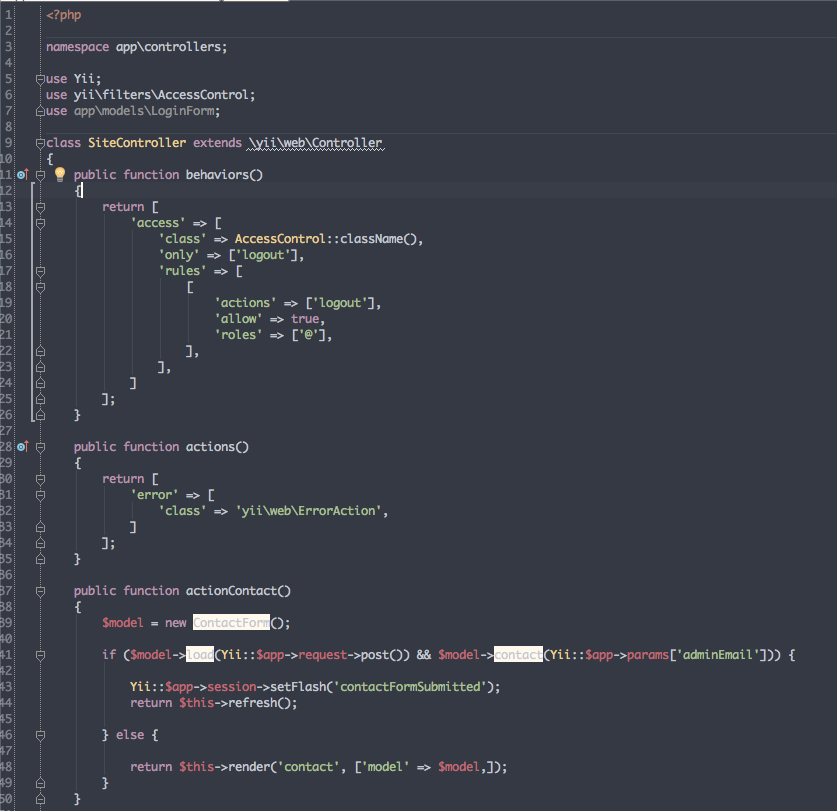 1 <?php
2
3 namespace app\controllers;
4
5 use Yii;
6 use yii\filters\AccessControl;
7 use app\models\LoginForm;
8
9 class SiteController extends \yii\web\Controller
10 {
11 public function behaviors()
12 {
13 return [
14 'access' => [
15 'class' => AccessControl::className(),
16 'only' => ['logout'],
17 'rules' => [
18 [
19 'actions' => ['logout'],
20 'allow' => true,
21 'roles' => ['@'],
22 ],
23 ],
24 ]
25 ];
26 }
27
28 public function actions()
29 {
30 return [
31 'error' => [
32 'class' => 'yii\web\ErrorAction',
33 ]
34 ];
35 }
36
37 public function actionContact()
38 {
39 $model = new ContactForm();
40
41 if ($model->load(Yii::$app->request->post()) && $model->contact(Yii::$app->params['adminEmail'])) {
42
43 Yii::$app->session->setFlash('contactFormSubmitted');
44 return $this->refresh();
45
46 } else {
47
48 return $this->render('contact', ['model' => $model,]);
49 }
50 }